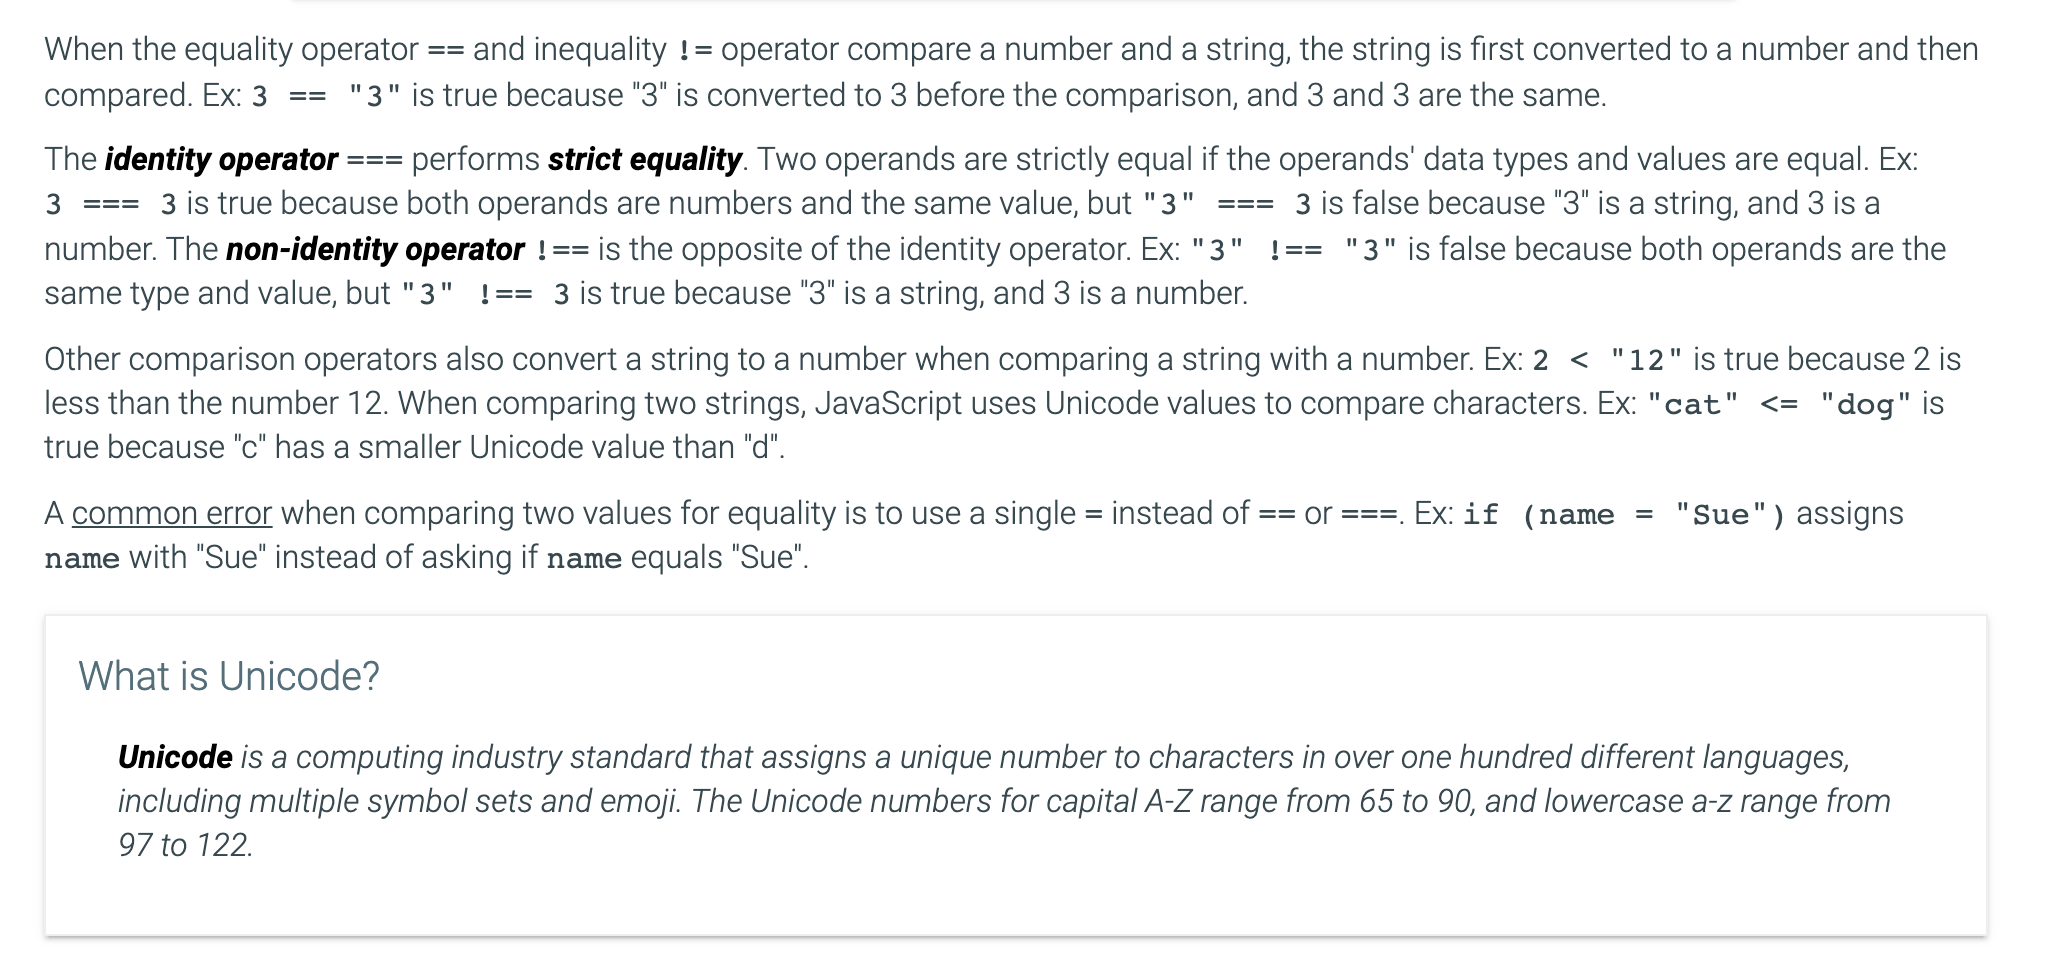 When the equality operator == and inequality != operator compare a number and a string, the string is first converted to a number and then
compared. Ex: 3 == "3" is true because "3" is converted to 3 before the comparison, and 3 and 3 are the same.
The identity operator === performs strict equality. Two operands are strictly equal if the operands' data types and values are equal. Ex:
3 === 3 is true because both operands are numbers and the same value, but "3" === 3 is false because "3" is a string, and 3 is a
number. The non-identity operator !== is the opposite of the identity operator. Ex: "3" !== "3" is false because both operands are the
same type and value, but "3" !== 3 is true because "3" is a string, and 3 is a number.
Other comparison operators also convert a string to a number when comparing a string with a number. Ex: 2 < "12" is true because 2 is
less than the number 12. When comparing two strings, JavaScript uses Unicode values to compare characters. Ex: "cat" <= "dog" is
true because "c" has a smaller Unicode value than "d".
A common error when comparing two values for equality is to use a single = instead of == or ===. Ex: if (name = "Sue") assigns
name with "Sue" instead of asking if name equals "Sue".
What is Unicode?
Unicode is a computing industry standard that assigns a unique number to characters in over one hundred different languages,
including multiple symbol sets and emoji. The Unicode numbers for capital A-Z range from 65 to 90, and lowercase a-z range from
97 to 122.